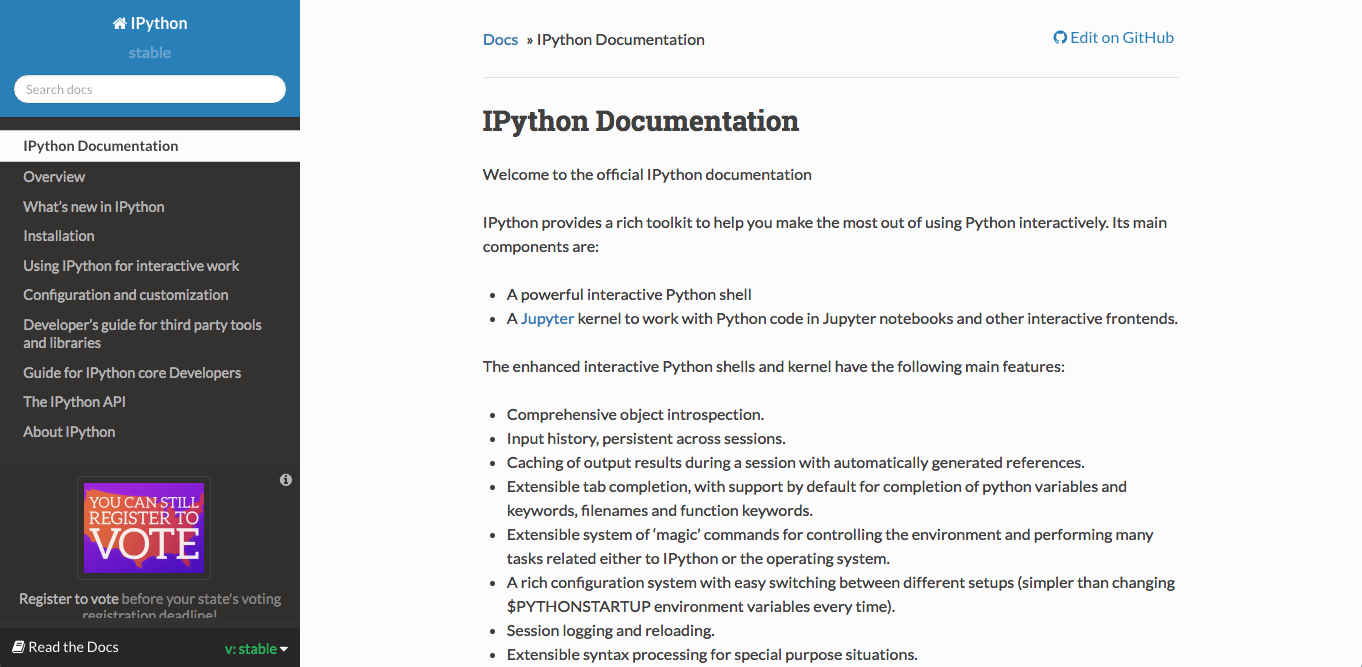 IPython
stable
Search docs
IPython Documentation
Overview
What's new in IPython
Installation
Using IPython for interactive work
Configuration and customization
Developer's guide for third party tools
and libraries
Guide for IPython core Developers
The IPython API
About IPython
YOU CAN STILL
REGISTER TO
VOTE
Register to vote before your state's voting
registration deadline!
Read the Docs
v: stable
Docs » IPython Documentation
Edit on GitHub
IPython Documentation
Welcome to the official IPython documentation
IPython provides a rich toolkit to help you make the most out of using Python interactively. Its main
components are:
• A powerful interactive Python shell
• A Jupyter kernel to work with Python code in Jupyter notebooks and other interactive frontends.
The enhanced interactive Python shells and kernel have the following main features:
• Comprehensive object introspection.
• Input history, persistent across sessions.
• Caching of output results during a session with automatically generated references.
• Extensible tab completion, with support by default for completion of python variables and
keywords, filenames and function keywords.
• Extensible system of ‘magic’ commands for controlling the environment and performing many
tasks related either to IPython or the operating system.
• A rich configuration system with easy switching between different setups (simpler than changing
$PYTHONSTARTUP environment variables every time).
• Session logging and reloading.
• Extensible syntax processing for special purpose situations.